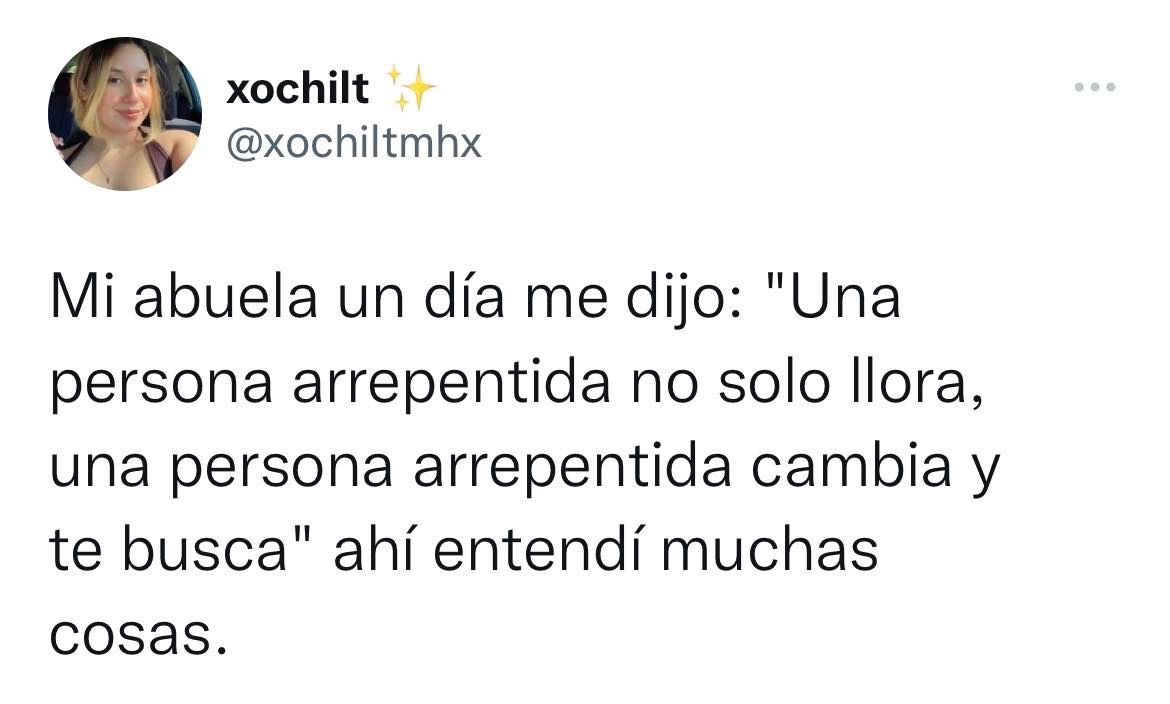 xochilt ✨
@xochiltmhx
Mi abuela un día me dijo: "Una
persona arrepentida no solo llora,
una persona arrepentida cambia y
te busca" ahí entendí muchas
cosas.